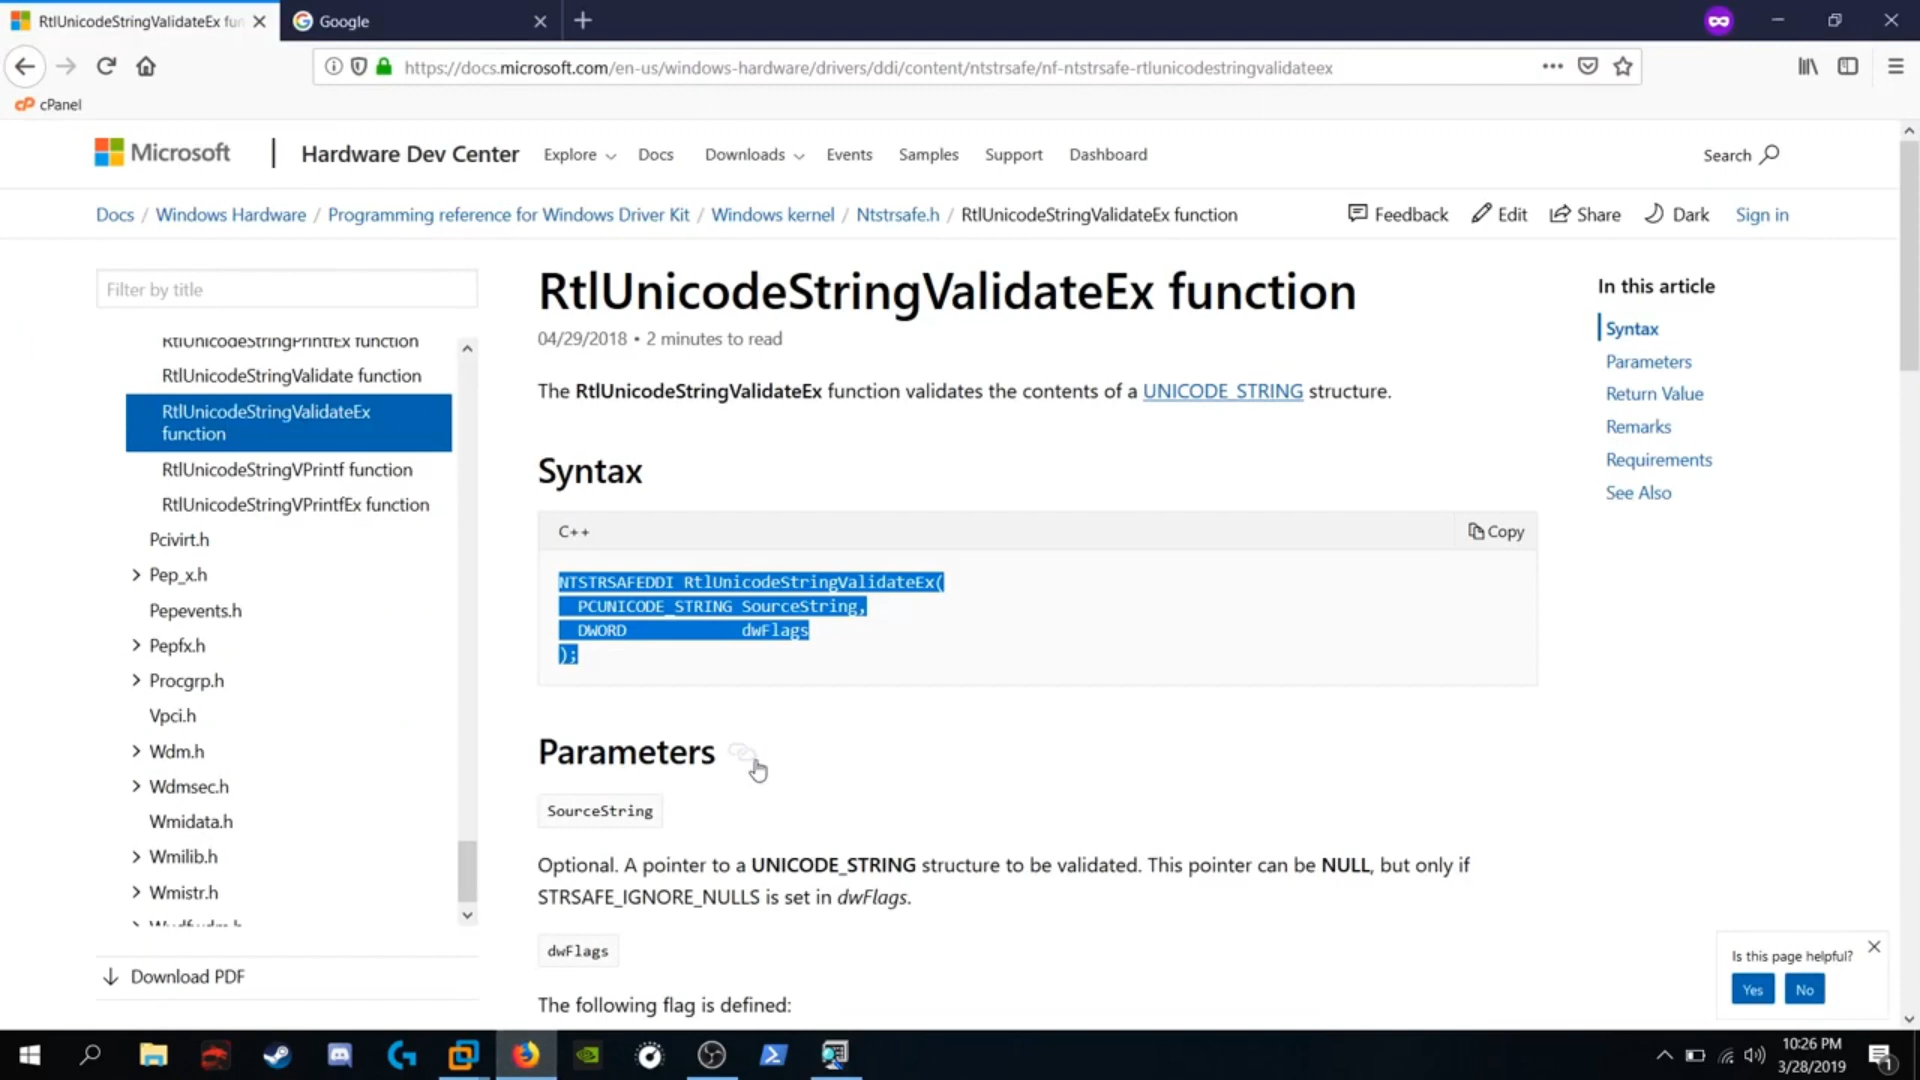 RtlUnicodeStringValidateEx fun
Google
https://docs.microsoft.com/en-us/windows-hardware/drivers/ddi/content/ntstrsafe/nf-ntstrsafe-rtlunicodestringvalidateex
cP cPanel
Microsoft
Hardware Dev Center
Explore
Docs
Downloads
Events
Samples
Support
Dashboard
Search
Docs / Windows Hardware / Programming reference for Windows Driver Kit / Windows kernel / Ntstrsafe.h / RtlUnicodeStringValidateEx function
Feedback
Edit
Share
Dark
Sign in
Filter by title
RtlUnicodeStringPrintfEx function
RtlUnicodeStringValidate function
RtlUnicodeStringValidateEx
function
RtlUnicodeStringVPrintf function
RtlUnicodeStringVPrintfEx function
Pcivirt.h
Pep_x.h
Pepevents.h
Pepfx.h
Procgrp.h
Vpci.h
Wdm.h
Wdmsec.h
Wmidata.h
Wmilib.h
Wmistr.h
Download PDF
RtlUnicodeStringValidateEx function
04/29/2018 • 2 minutes to read
The RtlUnicodeStringValidateEx function validates the contents of a UNICODE_STRING structure.
Syntax
C++
Copy
NTSTRSAFEDDI RtlUnicodeStringValidateEx(
PCUNICODE_STRING SourceString,
DWORD dwFlags
);
Parameters
SourceString
Optional. A pointer to a UNICODE_STRING structure to be validated. This pointer can be NULL, but only if
STRSAFE_IGNORE_NULLS is set in dwFlags.
dwFlags
The following flag is defined:
In this article
Syntax
Parameters
Return Value
Remarks
Requirements
See Also
Is this page helpful?
Yes
No
10:26 PM
3/28/2019
1